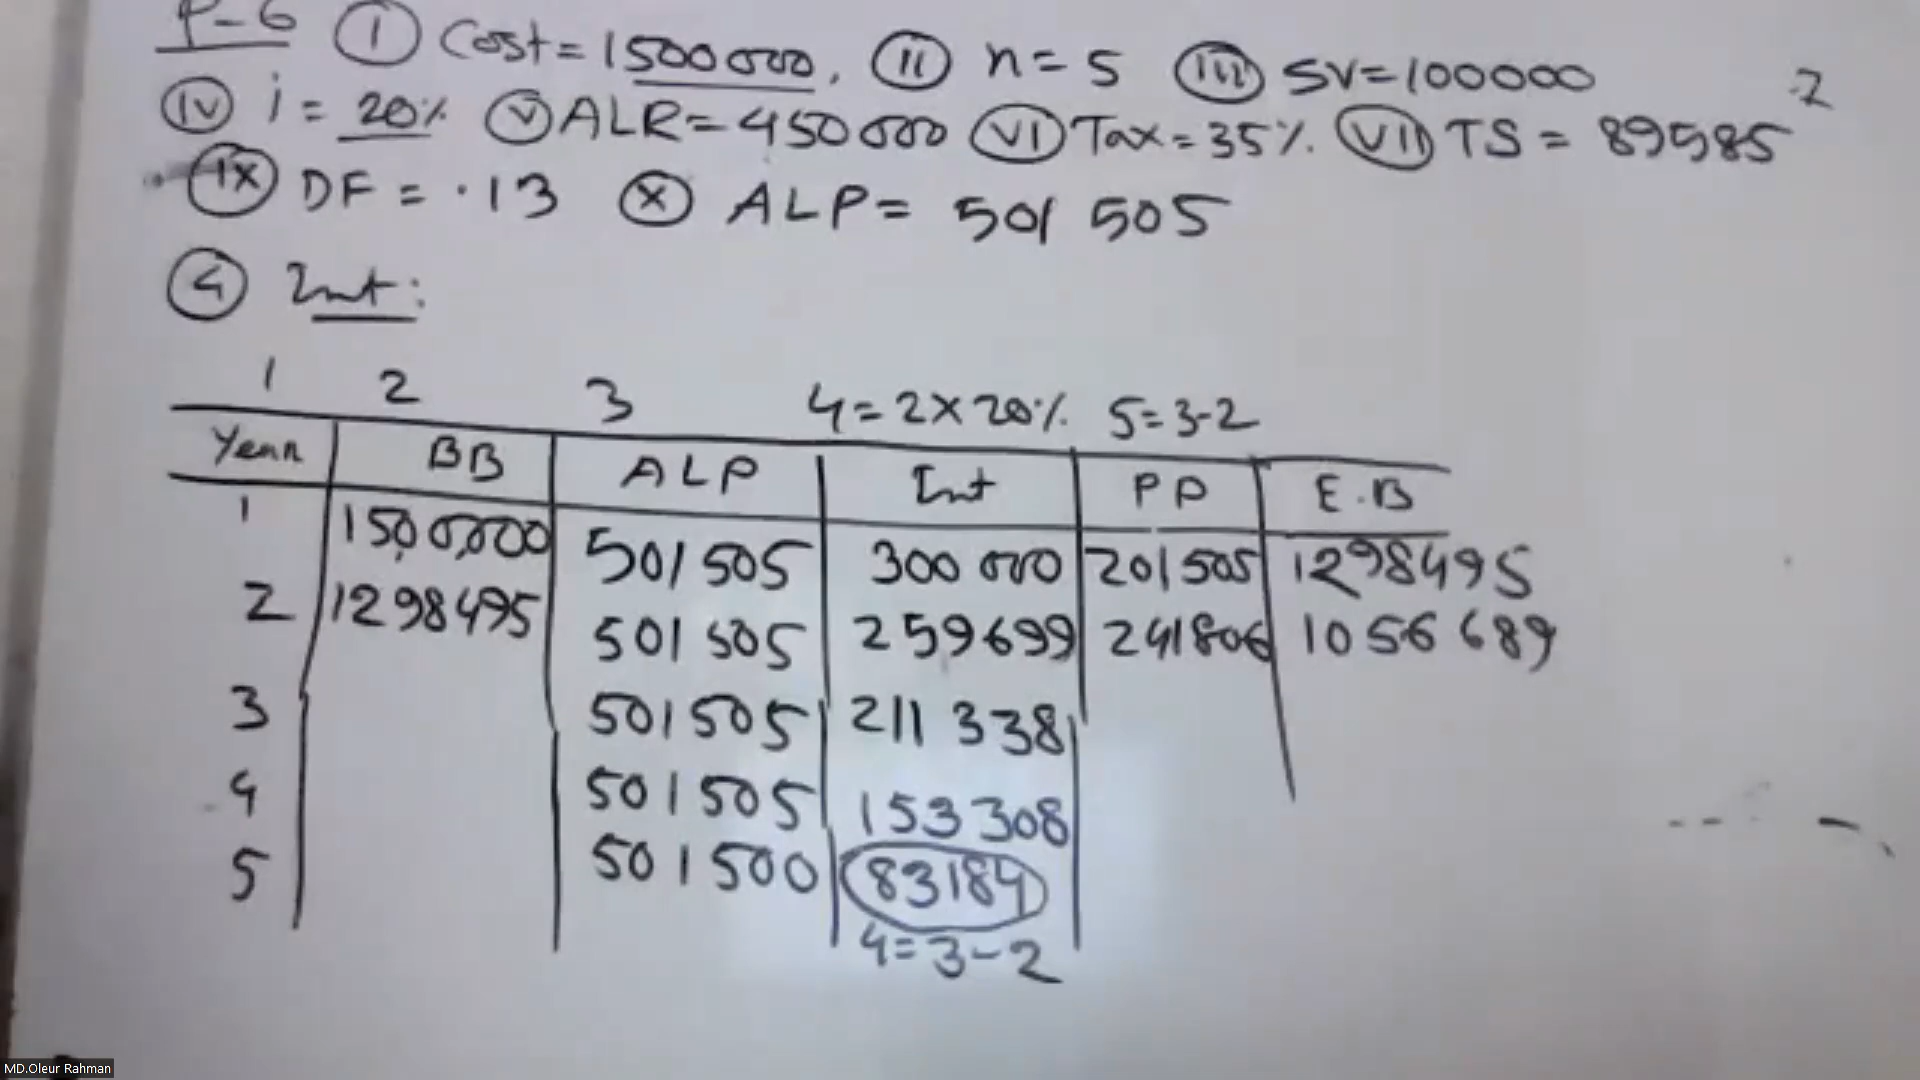 P-6 (I) Cost=1500000, (II) n=5 (III) SV=100000
(IV) i = 20% (V) ALR=450000 (VI) Tax=35% (VII) TS = 89585
(IX) DF = .13 (X) ALP= 501505
(4) Int:
1 2 3 4=2×20% 5=3-2
Year BB ALP Int PP E.B
1 1500,000 501505 300000 201505 1298495
2 1298495 501505 259699 241806 1056689
3 501505 211338
4 501505 153308
5 501500 83184
4=3-2
MD.Oleur Rahman